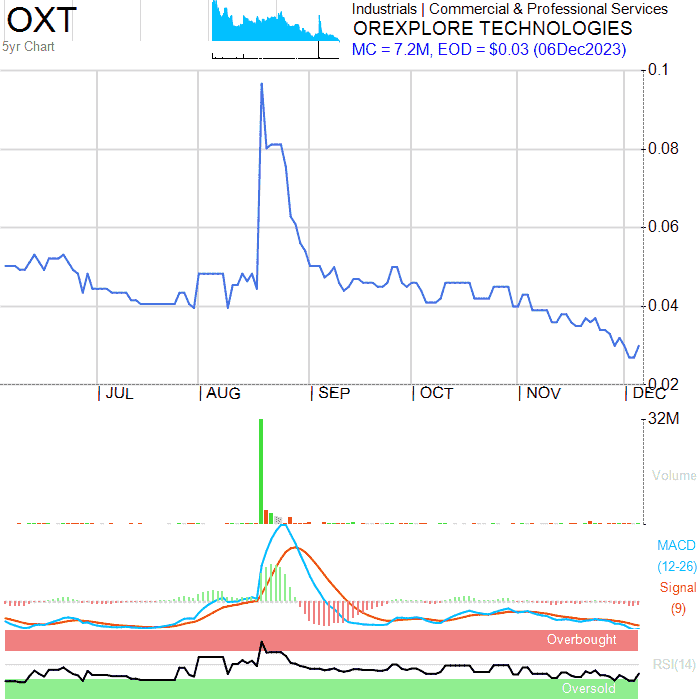 OXT
5yr Chart
Industrials | Commercial & Professional Services
OREXPLORE TECHNOLOGIES
MC = 7.2M, EOD = $0.03 (06Dec2023)
0.1
0.08
0.06
0.04
0.02
JUL
AUG
SEP
OCT
NOV
DEC
32M
Volume
MACD
(12-26)
Signal
(9)
Overbought
RSI(14)
Oversold